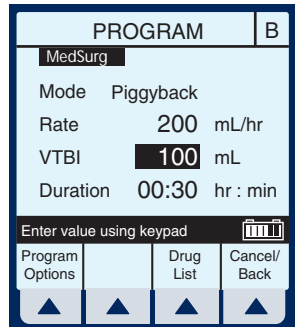 PROGRAM B
MedSurg
Mode Piggyback
Rate 200 mL/hr
VTBI 100 mL
Duration 00:30 hr : min
Enter value using keypad
Program Drug Cancel/
Options List Back